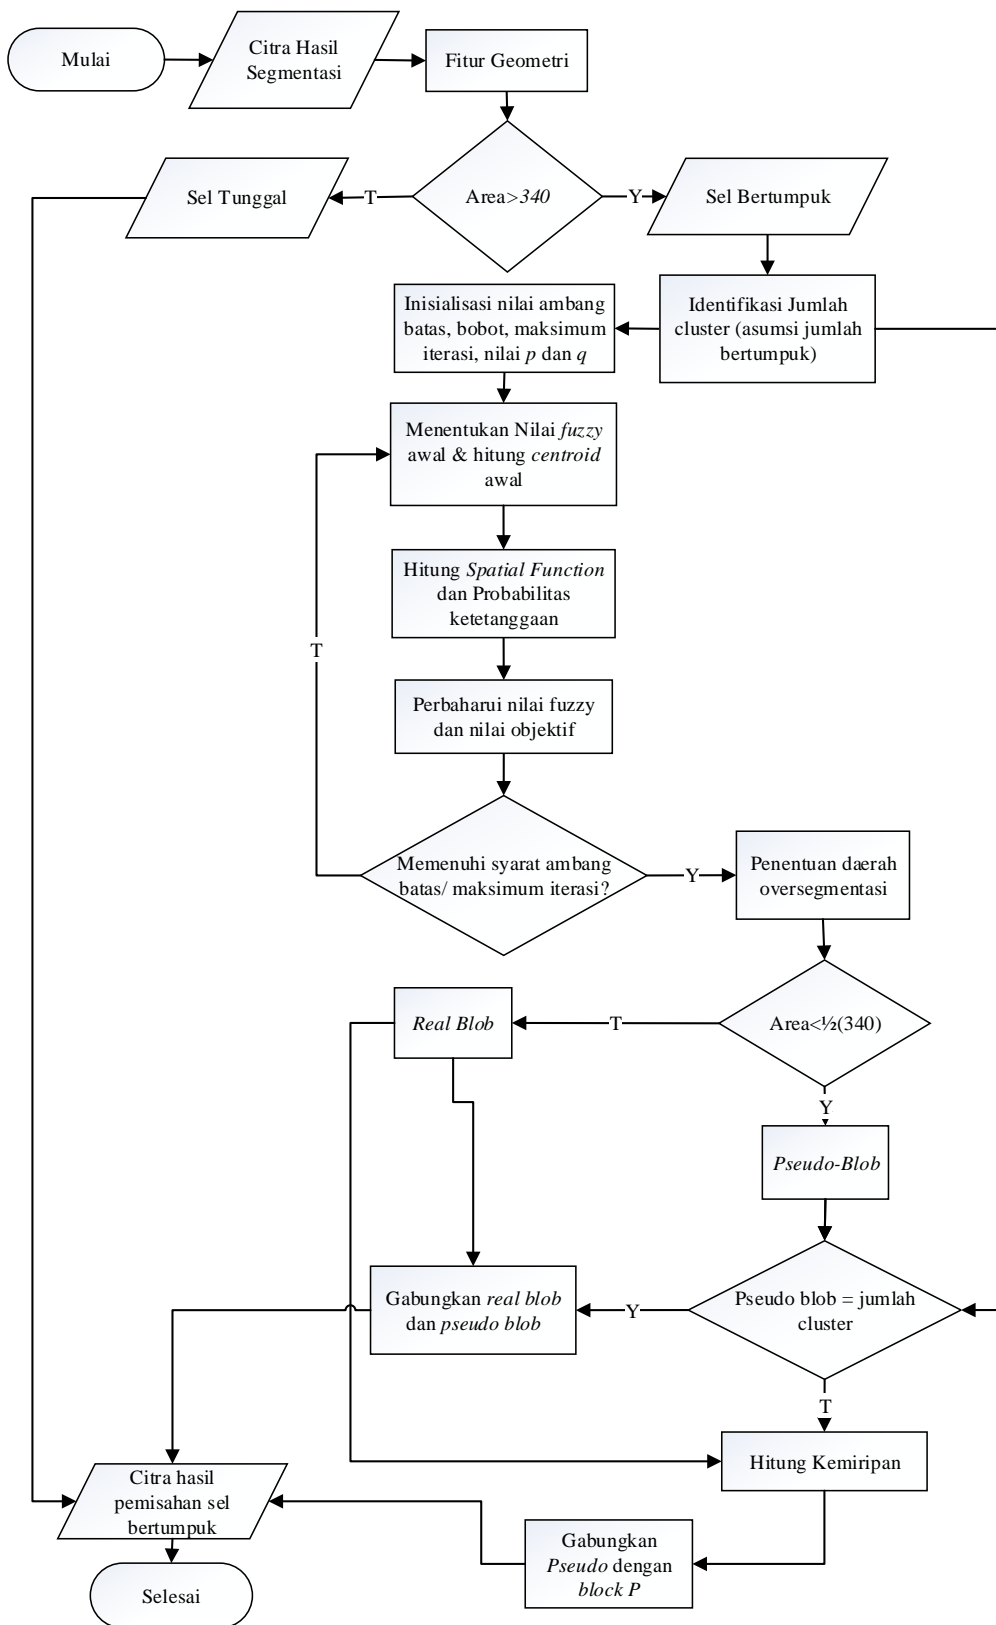 Mulai
Citra Hasil
Segmentasi
Fitur Geometri
Sel Tunggal
T
Area>340
Y
Sel Bertumpuk
Inisialisasi nilai ambang
batas, bobot, maksimum
iterasi, nilai p dan q
Identifikasi Jumlah
cluster (asumsi jumlah
bertumpuk)
Menentukan Nilai fuzzy
awal & hitung centroid
awal
Hitung Spatial Function
dan Probabilitas
ketetanggaan
T
Perbaharui nilai fuzzy
dan nilai objektif
Memenuhi syarat ambang
batas/ maksimum iterasi?
Y
Penentuan daerah
oversegmentasi
Real Blob
T
Area<½(340)
Y
Pseudo-Blob
Gabungkan real blob
dan pseudo blob
Y
Pseudo blob = jumlah
cluster
T
Hitung Kemiripan
Citra hasil
pemisahan sel
bertumpuk
Gabungkan
Pseudo dengan
block P
Selesai